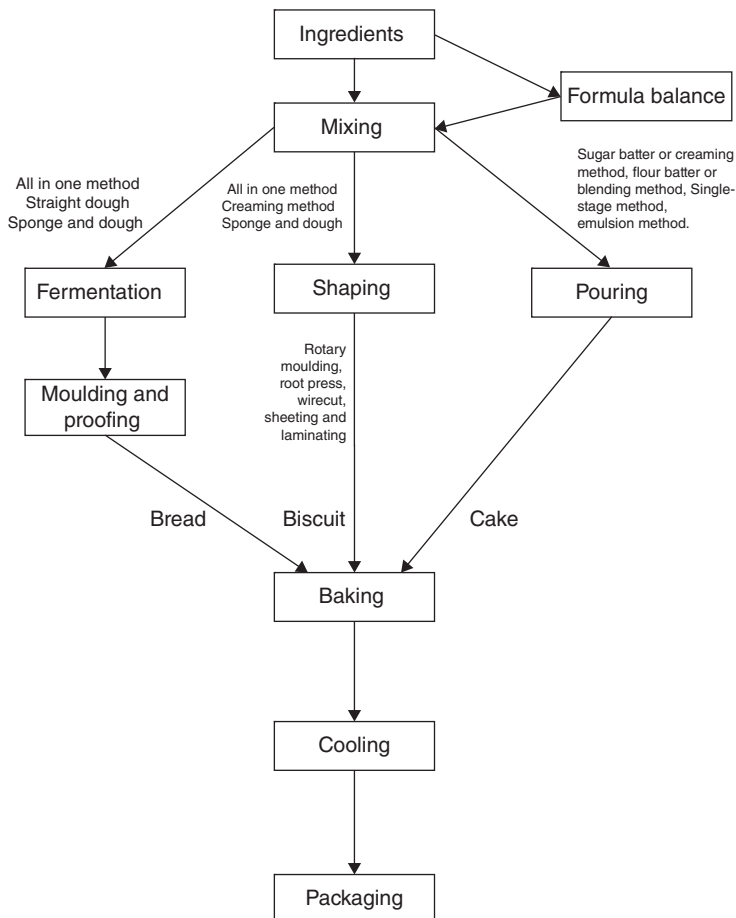 Ingredients
Formula balance
Mixing
All in one method
Straight dough
Sponge and dough
All in one method
Creaming method
Sponge and dough
Sugar batter or creaming
method, flour batter or
blending method, Single-
stage method,
emulsion method.
Fermentation
Shaping
Pouring
Rotary
moulding,
root press,
wirecut,
sheeting and
laminating
Moulding and
proofing
Bread
Biscuit
Cake
Baking
Cooling
Packaging